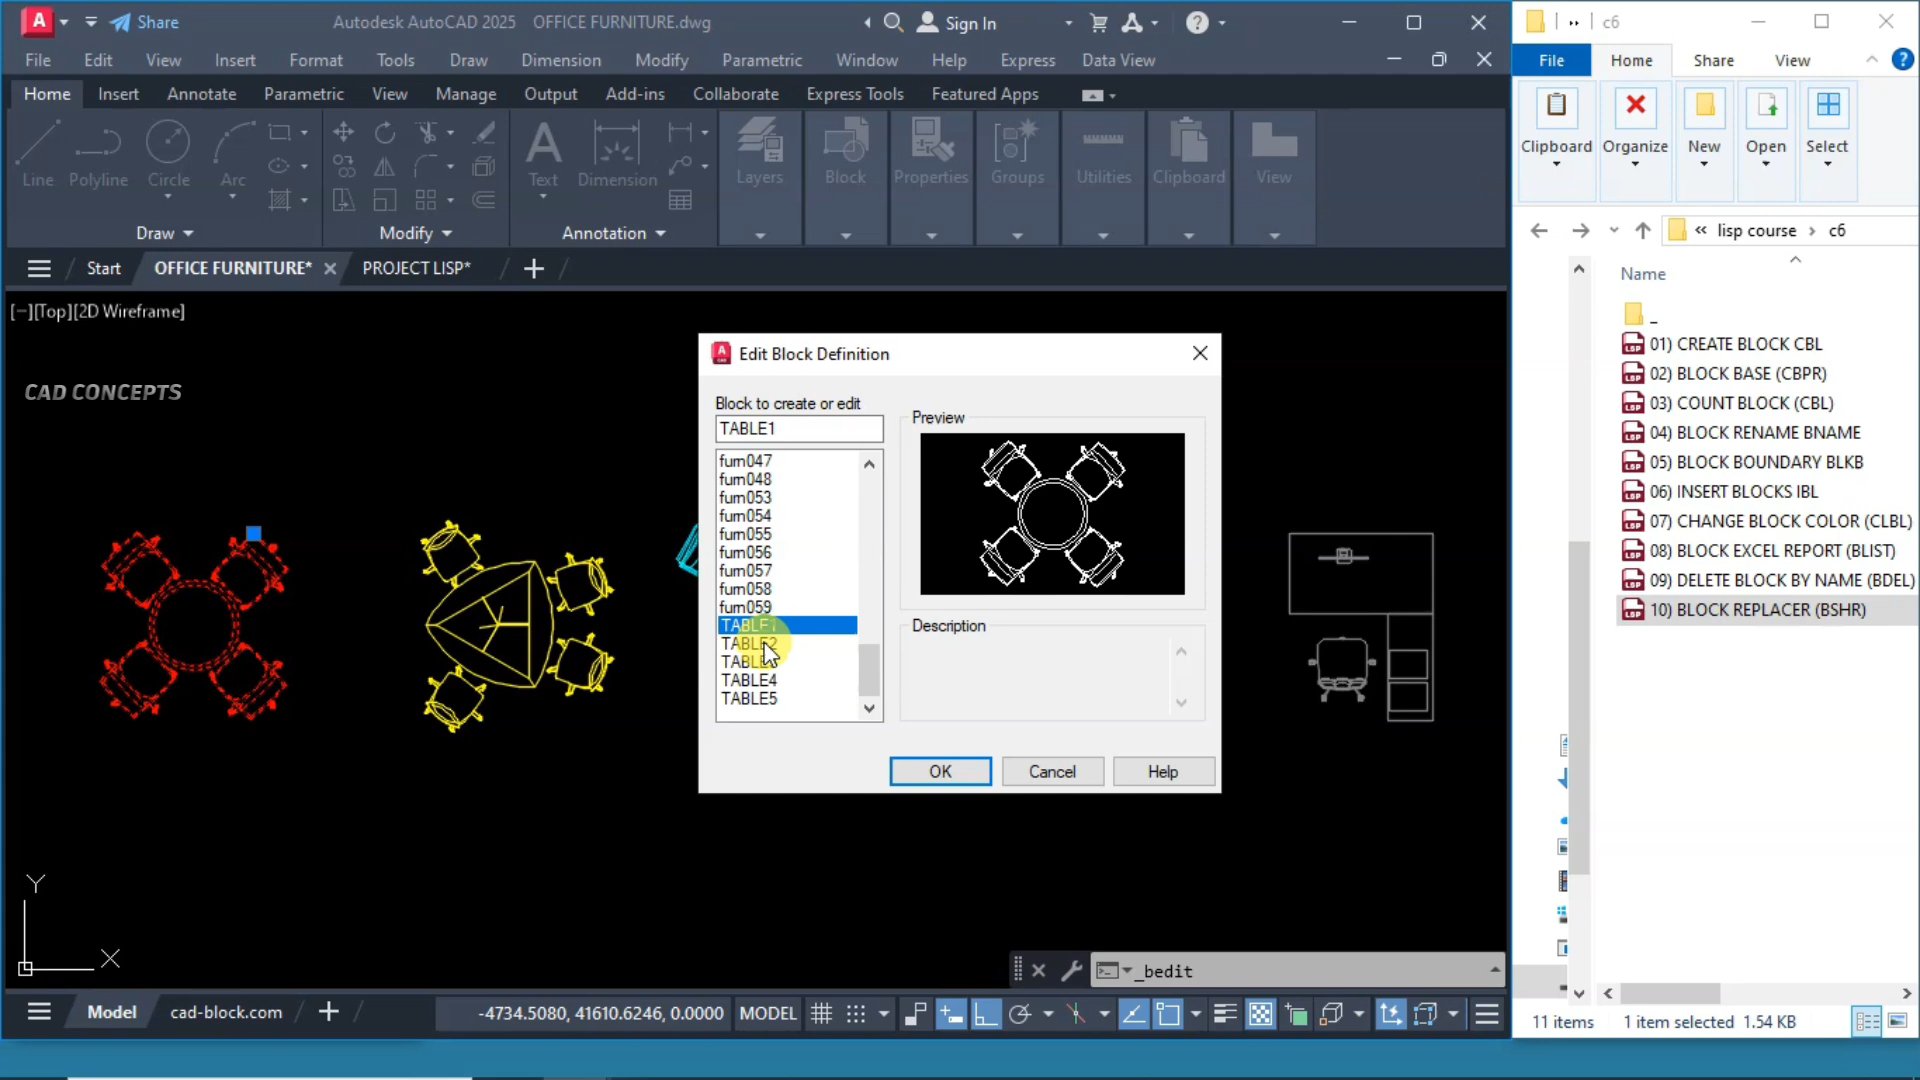 Share
Autodesk AutoCAD 2025 OFFICE FURNITURE.dwg
Sign In
File Edit View Insert Format Tools Draw Dimension Modify Parametric Window Help Express Data View
Home Insert Annotate Parametric View Manage Output Add-ins Collaborate Express Tools Featured Apps
Line Polyline Circle Arc
Text Dimension
Layers Block Properties Groups Utilities Clipboard View
Draw Modify Annotation
Start OFFICE FURNITURE* PROJECT LISP*
[−][Top][2D Wireframe]
CAD CONCEPTS
Edit Block Definition
Block to create or edit
TABLE1
furn047
furn048
furn053
furn054
furn055
furn056
furn057
furn058
furn059
TABLE1
TABLE2
TABLE3
TABLE4
TABLE5
Preview
Description
OK Cancel Help
Y
X
_bedit
Model cad-block.com
-4734.5080, 41610.6246, 0.0000 MODEL
c6
File Home Share View
Clipboard Organize New Open Select
« lisp course › c6
Name
_
01) CREATE BLOCK CBL
02) BLOCK BASE (CBPR)
03) COUNT BLOCK (CBL)
04) BLOCK RENAME BNAME
05) BLOCK BOUNDARY BLKB
06) INSERT BLOCKS IBL
07) CHANGE BLOCK COLOR (CLBL)
08) BLOCK EXCEL REPORT (BLIST)
09) DELETE BLOCK BY NAME (BDEL)
10) BLOCK REPLACER (BSHR)
11 items 1 item selected 1.54 KB